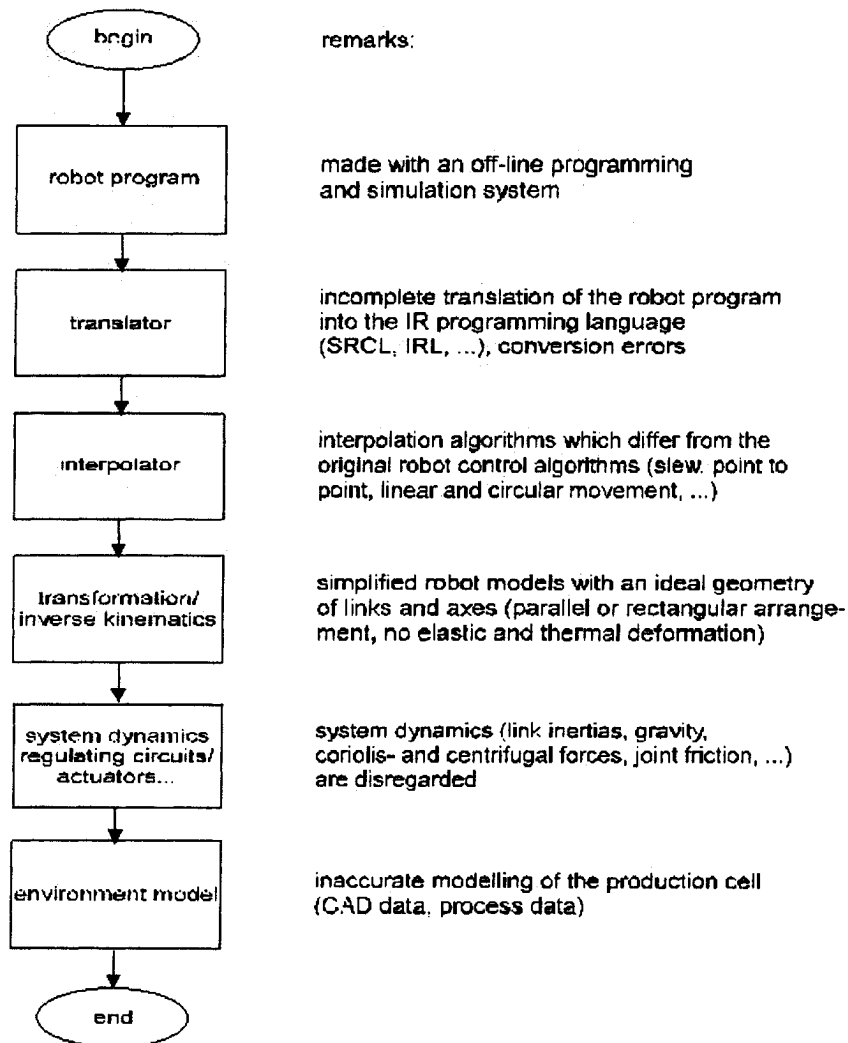 begin
remarks:
robot program
made with an off-line programming
and simulation system
translator
incomplete translation of the robot program
into the IR programming language
(SRCL, IRL, ...), conversion errors
interpolator
interpolation algorithms which differ from the
original robot control algorithms (slew, point to
point, linear and circular movement, ...)
transformation/
inverse kinematics
simplified robot models with an ideal geometry
of links and axes (parallel or rectangular arrange-
ment, no elastic and thermal deformation)
system dynamics
regulating circuits/
actuators...
system dynamics (link inertias, gravity,
coriolis- and centrifugal forces, joint friction, ...)
are disregarded
environment model
inaccurate modelling of the production cell
(CAD data, process data)
end